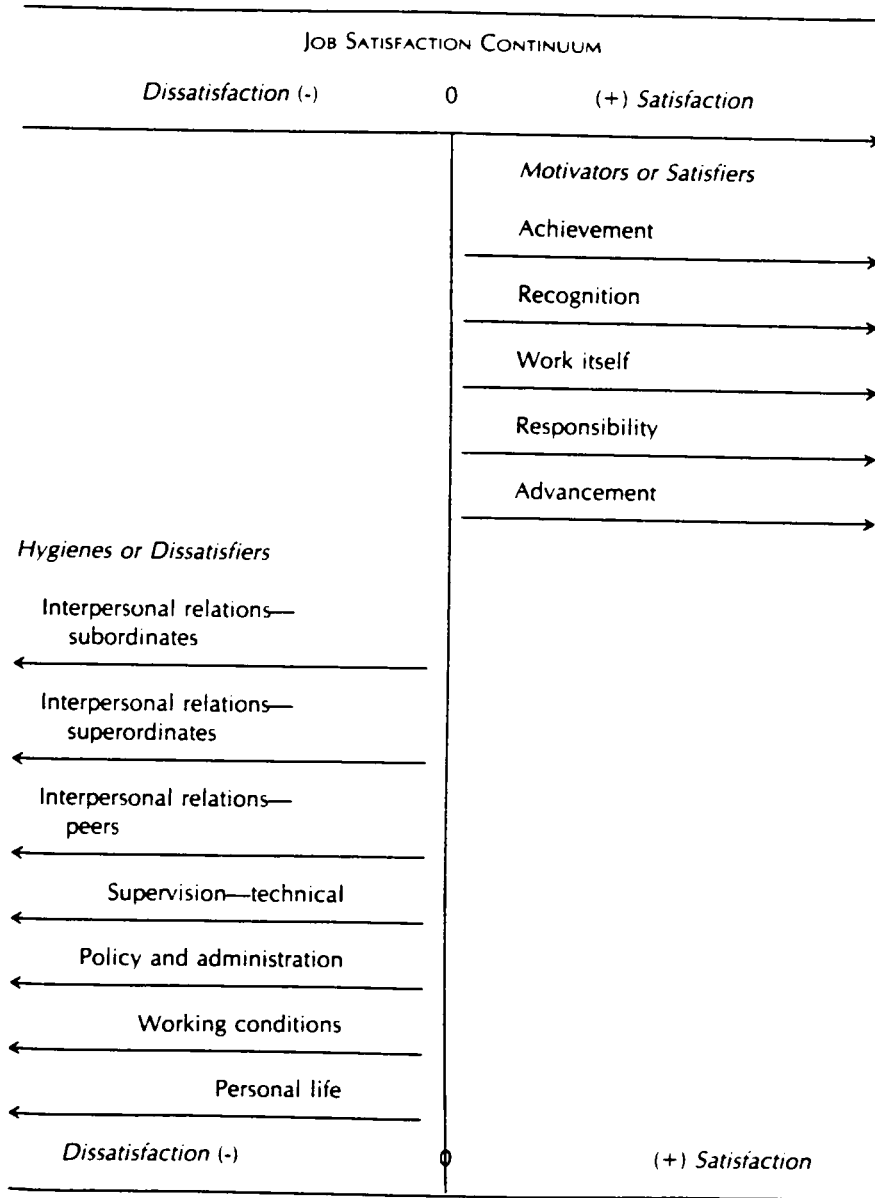 JOB SATISFACTION CONTINUUM
Dissatisfaction (-) 0 (+) Satisfaction
Motivators or Satisfiers
Achievement
Recognition
Work itself
Responsibility
Advancement
Hygienes or Dissatisfiers
Interpersonal relations—
subordinates
Interpersonal relations—
superordinates
Interpersonal relations—
peers
Supervision—technical
Policy and administration
Working conditions
Personal life
Dissatisfaction (-) 0 (+) Satisfaction